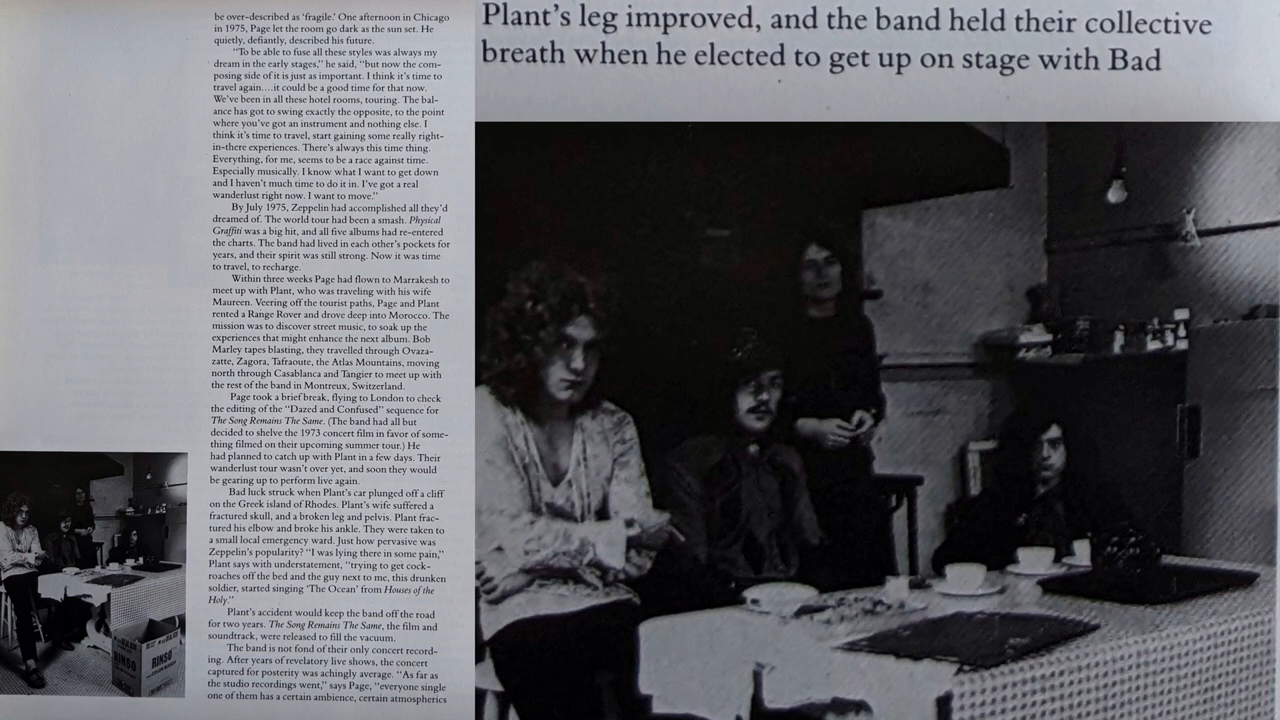 be over-described as ‘fragile.’ One afternoon in Chicago
in 1975, Page let the room go dark as the sun set. He
quietly, defiantly, described his future.
“To be able to fuse all these styles was always my
dream in the early stages,” he said, “but now the com-
posing side of it is just as important. I think it’s time to
travel again....it could be a good time for that now.
We’ve been in all these hotel rooms, touring. The bal-
ance has got to swing exactly the opposite, to the point
where you’ve got an instrument and nothing else. I
think it’s time to travel, start gaining some really right-
in-there experiences. There’s always this time thing.
Everything, for me, seems to be a race against time.
Especially musically. I know what I want to get down
and I haven’t much time to do it in. I’ve got a real
wanderlust right now. I want to move.”
By July 1975, Zeppelin had accomplished all they’d
dreamed of. The world tour had been a smash. Physical
Graffiti was a big hit, and all five albums had re-entered
the charts. The band had lived in each other’s pockets for
years, and their spirit was still strong. Now it was time
to travel, to recharge.
Within three weeks Page had flown to Marrakesh to
meet up with Plant, who was traveling with his wife
Maureen. Veering off the tourist paths, Page and Plant
rented a Range Rover and drove deep into Morocco. The
mission was to discover street music, to soak up the
experiences that might enhance the next album. Bob
Marley tapes blasting, they travelled through Ovaza-
zatte, Zagora, Tafraoute, the Atlas Mountains, moving
north through Casablanca and Tangier to meet up with
the rest of the band in Montreux, Switzerland.
Page took a brief break, flying to London to check
the editing of the “Dazed and Confused” sequence for
The Song Remains The Same. (The band had all but
decided to shelve the 1973 concert film in favor of some-
thing filmed on their upcoming summer tour.) He
had planned to catch up with Plant in a few days. Their
wanderlust tour wasn’t over yet, and soon they would
be gearing up to perform live again.
Bad luck struck when Plant’s car plunged off a cliff
on the Greek island of Rhodes. Plant’s wife suffered a
fractured skull, and a broken leg and pelvis. Plant frac-
tured his elbow and broke his ankle. They were taken to
a small local emergency ward. Just how pervasive was
Zeppelin’s popularity? “I was lying there in some pain,”
Plant says with understatement, “trying to get cock-
roaches off the bed and the guy next to me, this drunken
soldier, started singing ‘The Ocean’ from Houses of the
Holy.”
Plant’s accident would keep the band off the road
for two years. The Song Remains The Same, the film and
soundtrack, were released to fill the vacuum.
The band is not fond of their only concert record-
ing. After years of revelatory live shows, the concert
captured for posterity was achingly average. “As far as
the studio recordings went,” says Page, “everyone single
one of them has a certain ambience, certain atmospherics
RINSO
RINSO
Plant’s leg improved, and the band held their collective
breath when he elected to get up on stage with Bad